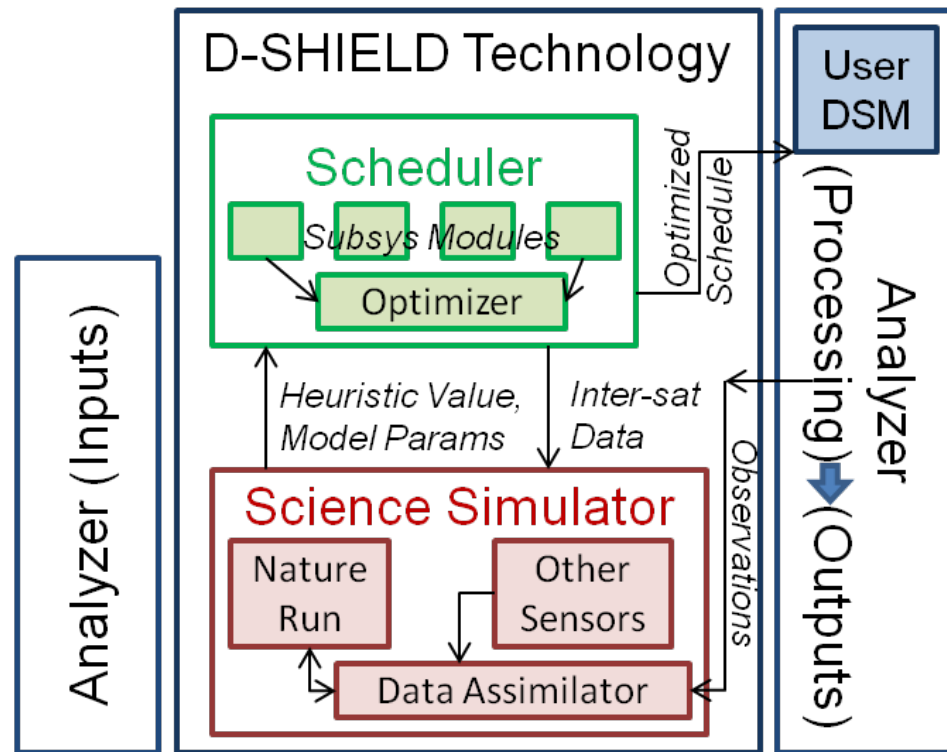 D-SHIELD Technology
User
DSM
Scheduler
Subsys Modules
Optimizer
Optimized
Schedule
Analyzer (Inputs)
Heuristic Value,
Model Params
Inter-sat
Data
Observations
Analyzer
(Processing)
(Outputs)
Science Simulator
Nature
Run
Other
Sensors
Data Assimilator